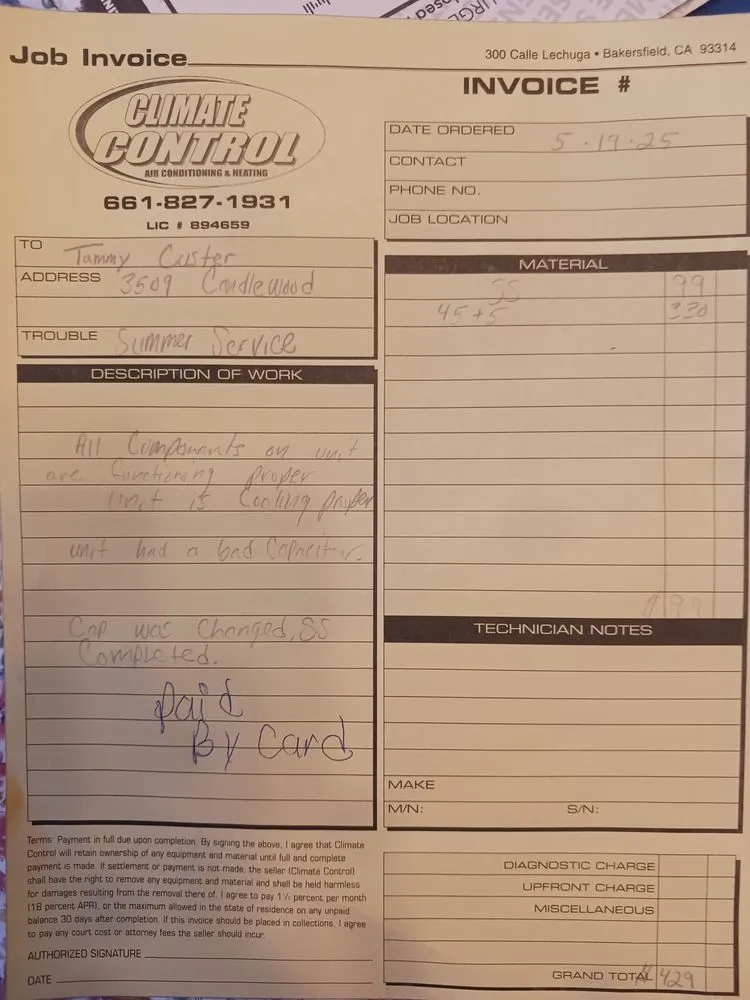 Job Invoice
300 Calle Lechuga • Bakersfield, CA 93314
CLIMATE
CONTROL
AIR CONDITIONING & HEATING
661-827-1931
LIC # 894659
INVOICE #
DATE ORDERED 5-19-25
CONTACT
PHONE NO.
JOB LOCATION
TO Tammy Custer
ADDRESS 3509 Candlewood
TROUBLE Summer Service
DESCRIPTION OF WORK
All Componants on unit
are functioning proper
Unit is Cooling proper
unit had a bad Capacitor.
Cap was Changed, SS
Completed.
Paid
By Card
MATERIAL
SS 99
45+5 330
$99
TECHNICIAN NOTES
MAKE
M/N: S/N:
Terms: Payment in full due upon completion. By signing the above, I agree that Climate
Control will retain ownership of any equipment and material until full and complete
payment is made. If settlement or payment is not made, the seller (Climate Control)
shall have the right to remove any equipment and material and shall be held harmless
for damages resulting from the removal there of. I agree to pay 1½ percent per month
(18 percent APR), or the maximum allowed in the state of residence on any unpaid
balance 30 days after completion. If this invoice should be placed in collections, I agree
to pay any court cost or attorney fees the seller should incur.
AUTHORIZED SIGNATURE
DATE
DIAGNOSTIC CHARGE
UPFRONT CHARGE
MISCELLANEOUS
GRAND TOTAL $429